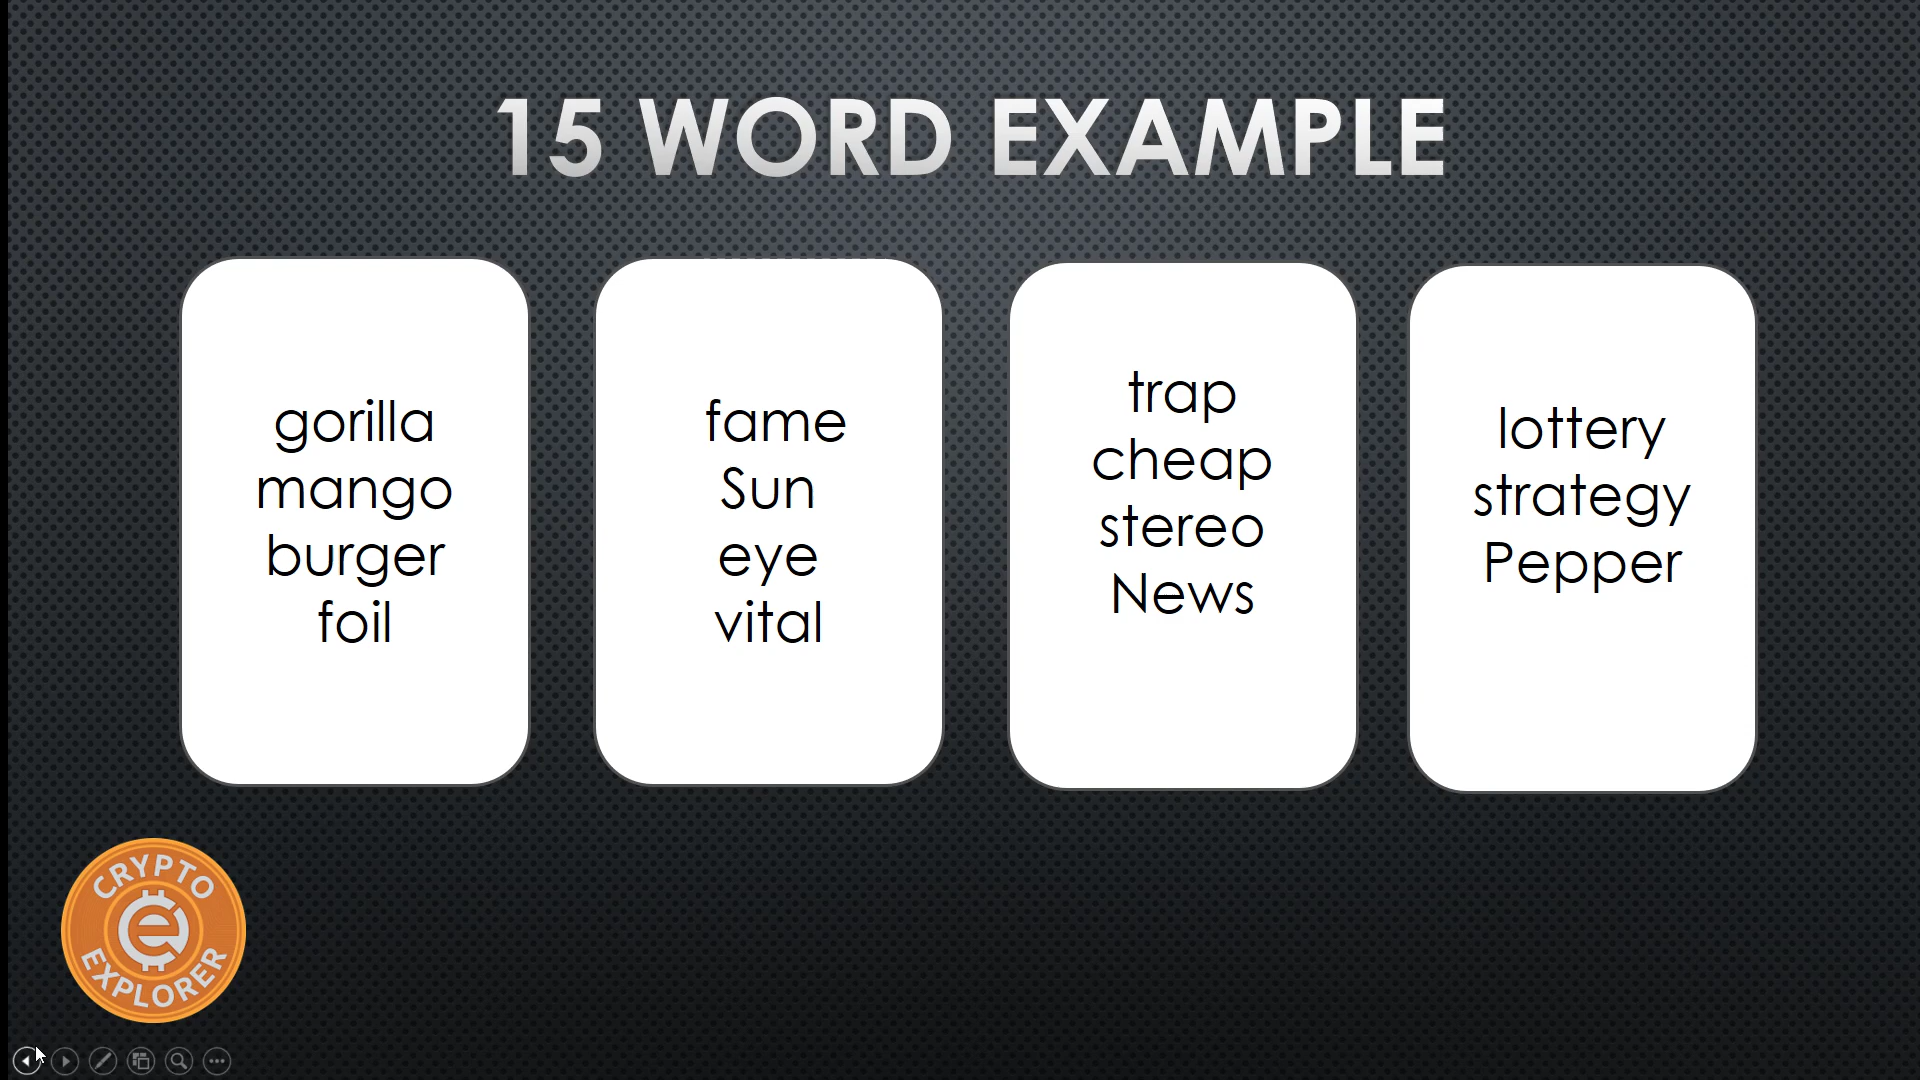 15 WORD EXAMPLE
gorilla
mango
burger
foil
fame
Sun
eye
vital
trap
cheap
stereo
News
lottery
strategy
Pepper
CRYPTO
EXPLORER